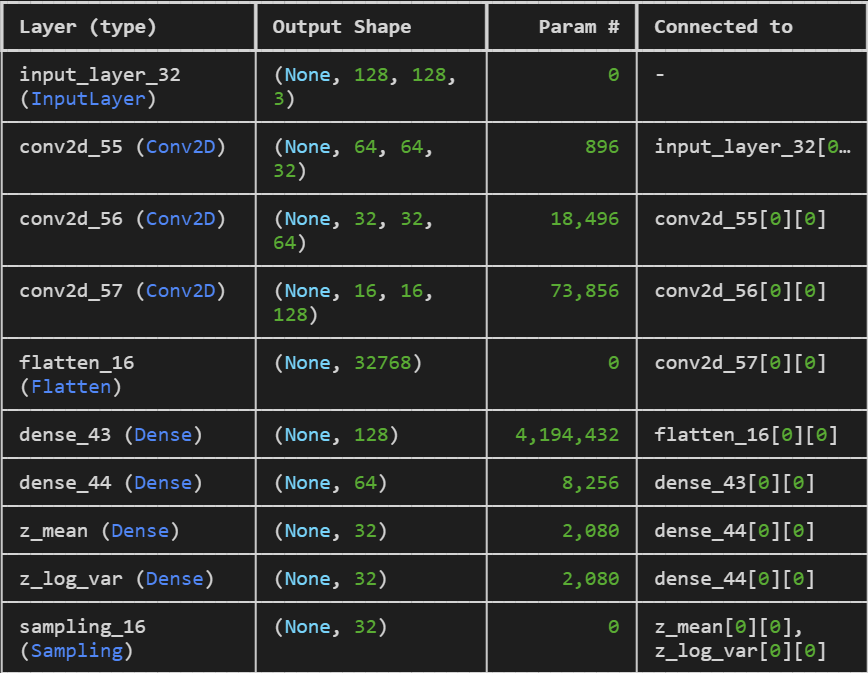 Layer (type) Output Shape Param # Connected to
input_layer_32 (None, 128, 128, 0 -
(InputLayer) 3)
conv2d_55 (Conv2D) (None, 64, 64, 896 input_layer_32[0…
32)
conv2d_56 (Conv2D) (None, 32, 32, 18,496 conv2d_55[0][0]
64)
conv2d_57 (Conv2D) (None, 16, 16, 73,856 conv2d_56[0][0]
128)
flatten_16 (None, 32768) 0 conv2d_57[0][0]
(Flatten)
dense_43 (Dense) (None, 128) 4,194,432 flatten_16[0][0]
dense_44 (Dense) (None, 64) 8,256 dense_43[0][0]
z_mean (Dense) (None, 32) 2,080 dense_44[0][0]
z_log_var (Dense) (None, 32) 2,080 dense_44[0][0]
sampling_16 (None, 32) 0 z_mean[0][0],
(Sampling) z_log_var[0][0]